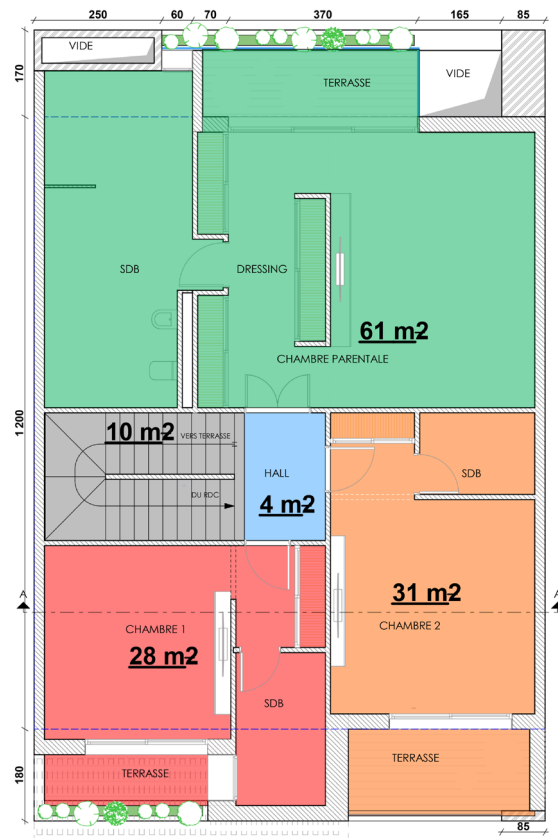 250 60 70 370 165 85
VIDE
170
TERRASSE
VIDE
SDB
DRESSING
61 m2
CHAMBRE PARENTALE
1 200
10 m2
VERS TERRASSE
HALL
SDB
DU RDC
4 m2
A
A
31 m2
CHAMBRE 1
CHAMBRE 2
28 m2
SDB
TERRASSE
TERRASSE
180
85